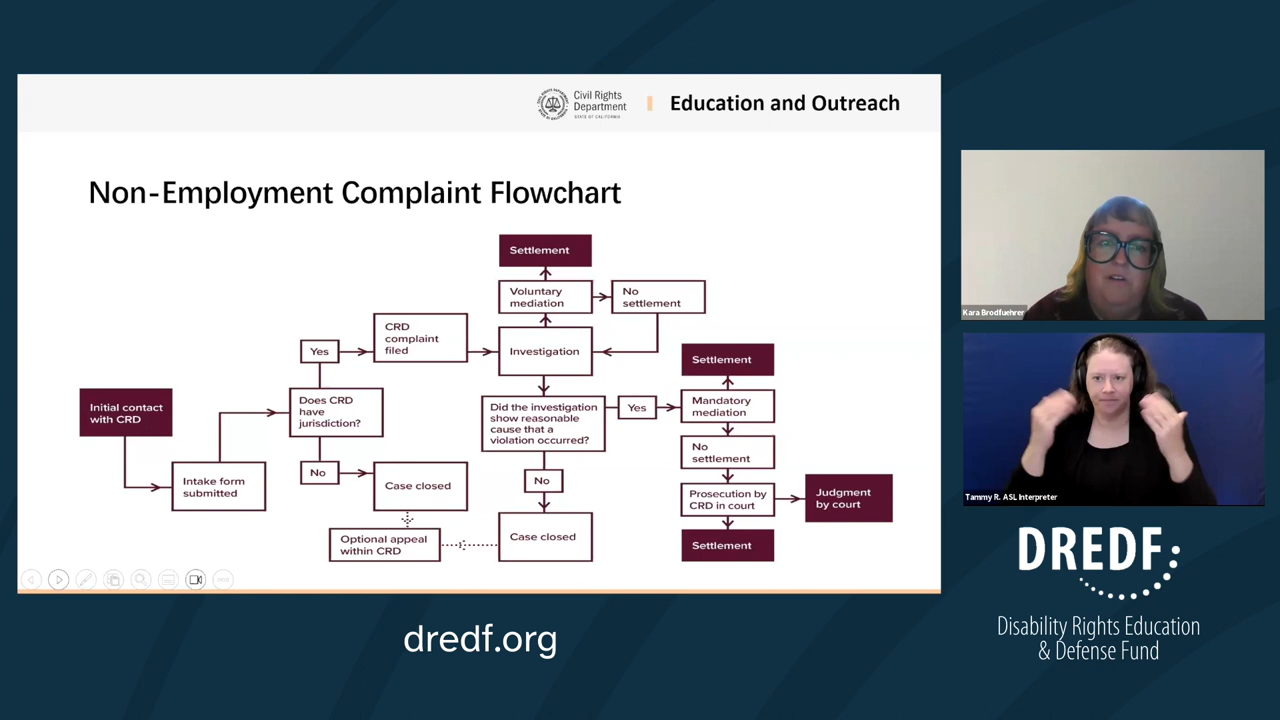 Civil Rights
Department
STATE OF CALIFORNIA
Education and Outreach
Non-Employment Complaint Flowchart
Initial contact
with CRD
Intake form
submitted
Does CRD
have
jurisdiction?
Yes
No
CRD
complaint
filed
Case closed
Optional appeal
within CRD
Settlement
Voluntary
mediation
No
settlement
Investigation
Did the investigation
show reasonable
cause that a
violation occurred?
Yes
No
Case closed
Settlement
Mandatory
mediation
No
settlement
Prosecution by
CRD in court
Judgment
by court
Settlement
Kara Brodfuehrer
Tammy R. ASL Interpreter
DREDF
Disability Rights Education
& Defense Fund
dredf.org